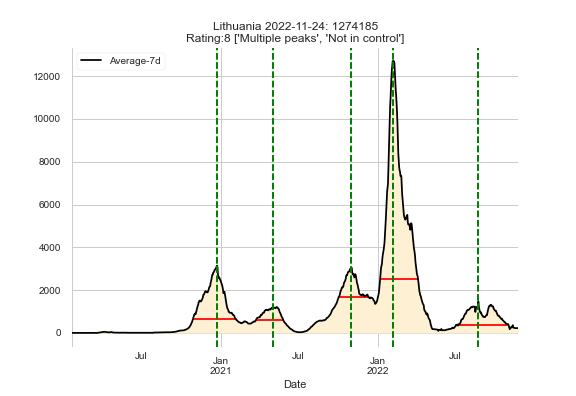 Lithuania 2022-11-24: 1274185
Rating:8 ['Multiple peaks', 'Not in control']
Average-7d
12000
10000
8000
6000
4000
2000
0
Jul
Jan
2021
Jul
Jan
2022
Jul
Date